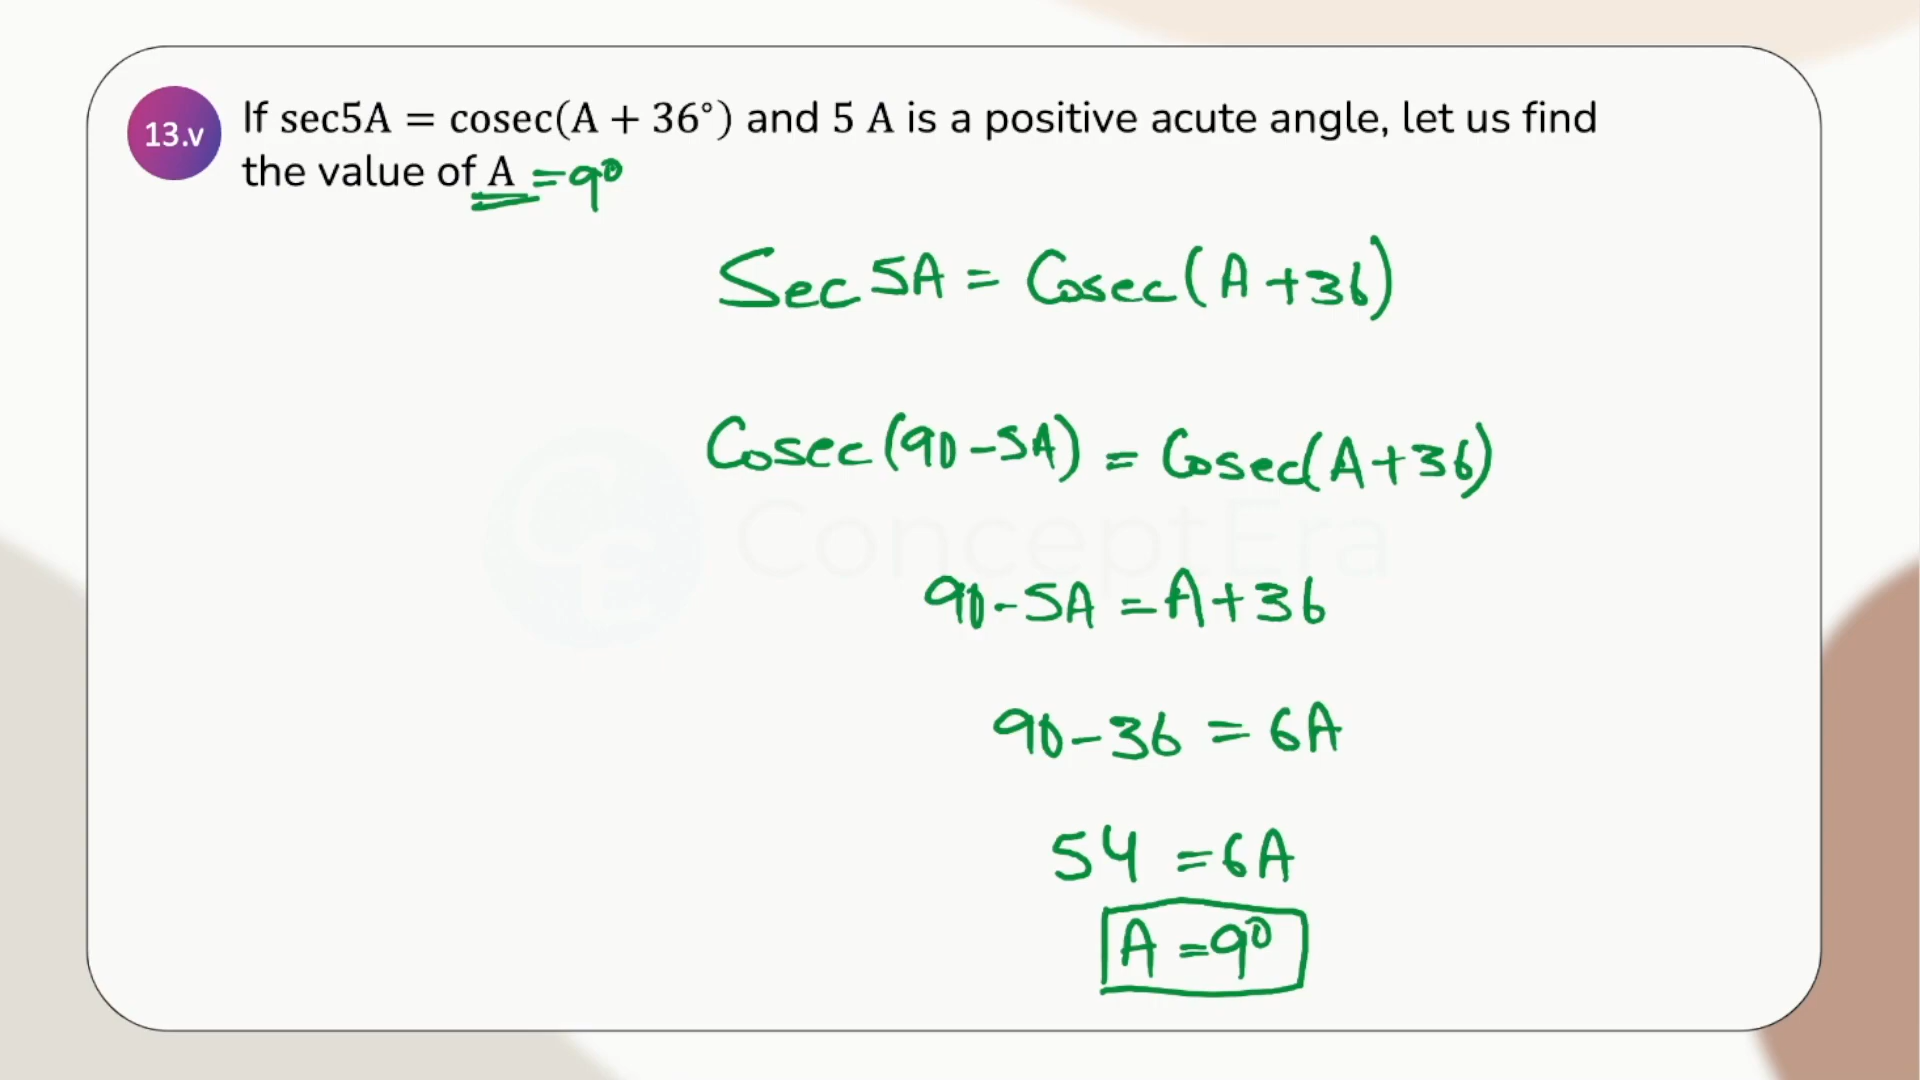 13.v
If sec5A = cosec(A + 36°) and 5 A is a positive acute angle, let us find
the value of A = 9°
Sec 5A = Cosec(A+36)
Cosec(90-5A) = Cosec(A+36)
ConceptEra
90-5A = A+36
90-36 = 6A
54 = 6A
A = 9°